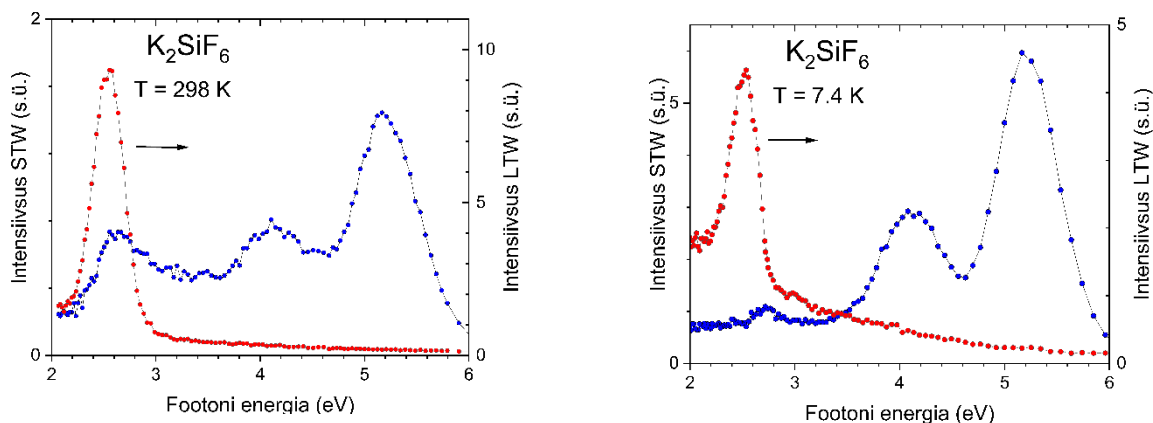 K₂SiF₆
T = 298 K
Intensiivsus STW (s.ü.)
Intensiivsus LTW (s.ü.)
2
0
10
5
0
2 3 4 5 6
Footoni energia (eV)
K₂SiF₆
T = 7.4 K
Intensiivsus STW (s.ü.)
Intensiivsus LTW (s.ü.)
5
0
5
0
2 3 4 5 6
Footoni energia (eV)